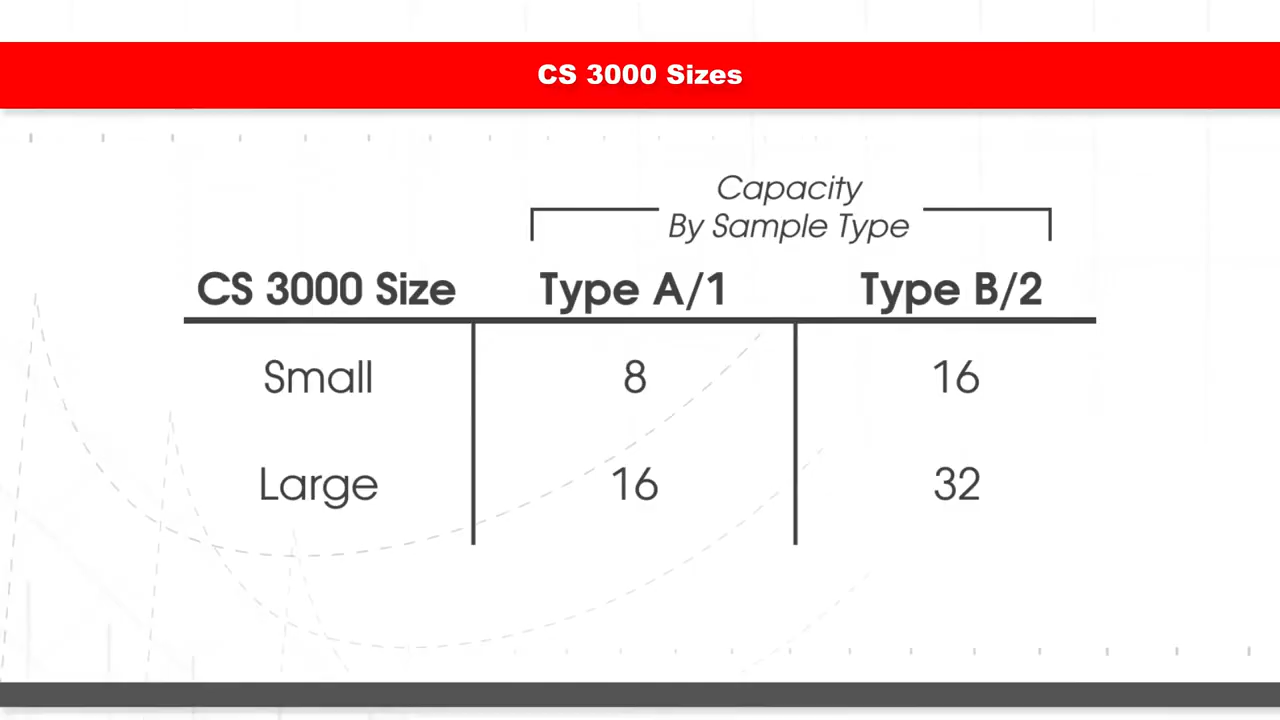 CS 3000 Sizes
Capacity
By Sample Type
CS 3000 Size Type A/1 Type B/2
Small 8 16
Large 16 32